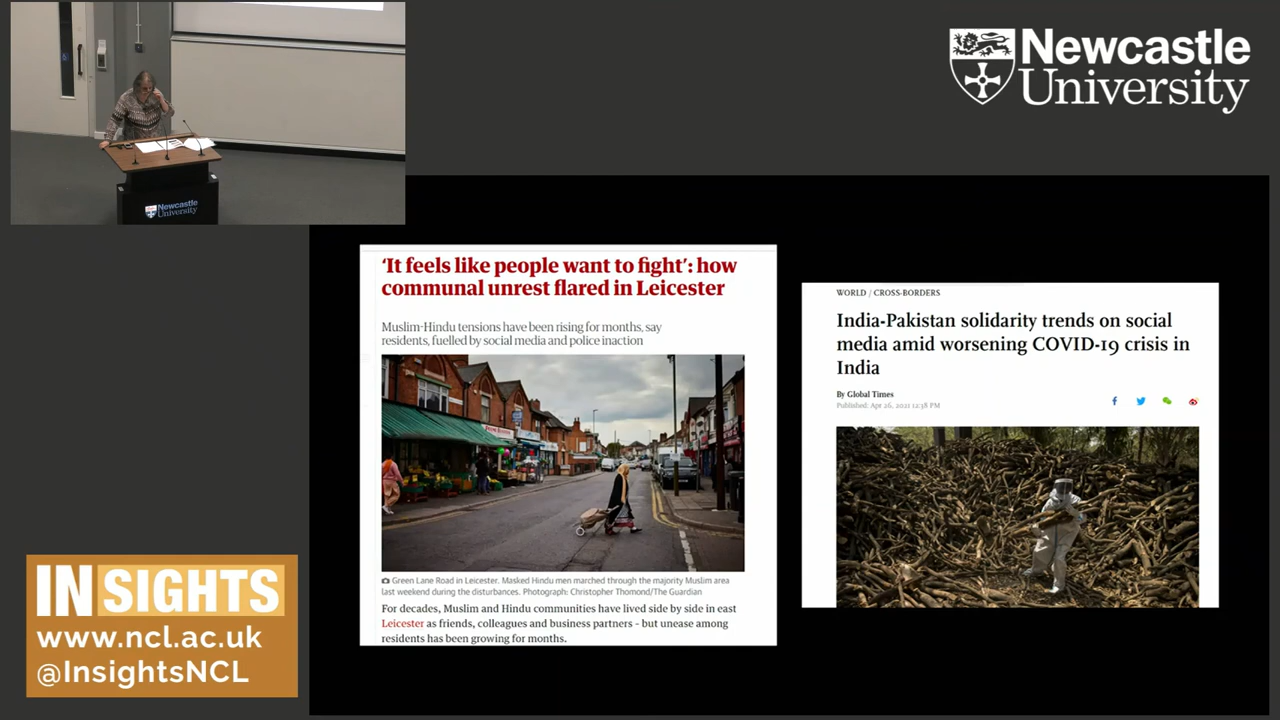 Newcastle
University
Newcastle
University
'It feels like people want to fight': how
communal unrest flared in Leicester
Muslim-Hindu tensions have been rising for months, say
residents, fuelled by social media and police inaction
Green Lane Road in Leicester. Masked Hindu men marched through the majority Muslim area
last weekend during the disturbances. Photograph: Christopher Thomond/The Guardian
For decades, Muslim and Hindu communities have lived side by side in east
Leicester as friends, colleagues and business partners – but unease among
residents has been growing for months.
WORLD / CROSS-BORDERS
India-Pakistan solidarity trends on social
media amid worsening COVID-19 crisis in
India
By Global Times
Published: Apr 26, 2021 12:38 PM
INSIGHTS
www.ncl.ac.uk
@InsightsNCL